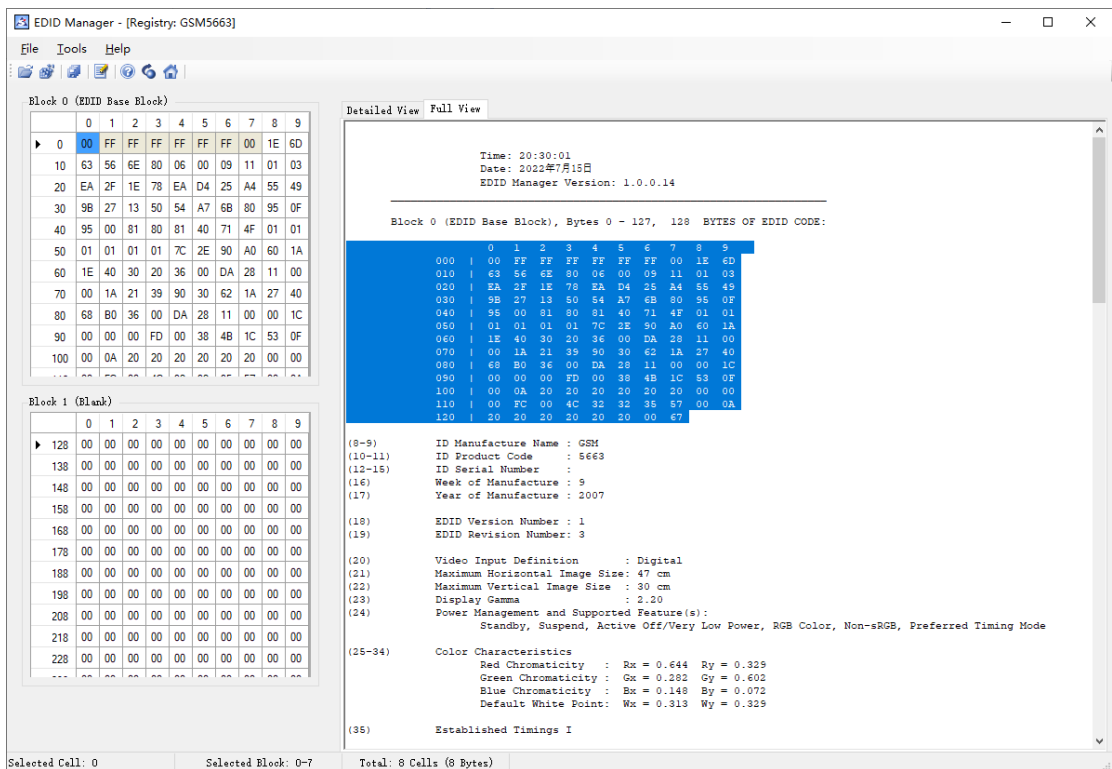 EDID Manager - [Registry: GSM5663]
File Tools Help
Block 0 (EDID Base Block)
0 1 2 3 4 5 6 7 8 9
0 00 FF FF FF FF FF FF 00 1E 6D
10 63 56 6E 80 06 00 09 11 01 03
20 EA 2F 1E 78 EA D4 25 A4 55 49
30 9B 27 13 50 54 A7 6B 80 95 0F
40 95 00 81 80 81 40 71 4F 01 01
50 01 01 01 01 7C 2E 90 A0 60 1A
60 1E 40 30 20 36 00 DA 28 11 00
70 00 1A 21 39 90 30 62 1A 27 40
80 68 B0 36 00 DA 28 11 00 00 1C
90 00 00 00 FD 00 38 4B 1C 53 0F
100 00 0A 20 20 20 20 20 20 00 00
Block 1 (Blank)
0 1 2 3 4 5 6 7 8 9
128 00 00 00 00 00 00 00 00 00 00
138 00 00 00 00 00 00 00 00 00 00
148 00 00 00 00 00 00 00 00 00 00
158 00 00 00 00 00 00 00 00 00 00
168 00 00 00 00 00 00 00 00 00 00
178 00 00 00 00 00 00 00 00 00 00
188 00 00 00 00 00 00 00 00 00 00
198 00 00 00 00 00 00 00 00 00 00
208 00 00 00 00 00 00 00 00 00 00
218 00 00 00 00 00 00 00 00 00 00
228 00 00 00 00 00 00 00 00 00 00
Detailed View Full View
Time: 20:30:01
Date: 2022年7月15日
EDID Manager Version: 1.0.0.14
Block 0 (EDID Base Block), Bytes 0 - 127, 128 BYTES OF EDID CODE:
0 1 2 3 4 5 6 7 8 9
000 | 00 FF FF FF FF FF FF 00 1E 6D
010 | 63 56 6E 80 06 00 09 11 01 03
020 | EA 2F 1E 78 EA D4 25 A4 55 49
030 | 9B 27 13 50 54 A7 6B 80 95 0F
040 | 95 00 81 80 81 40 71 4F 01 01
050 | 01 01 01 01 7C 2E 90 A0 60 1A
060 | 1E 40 30 20 36 00 DA 28 11 00
070 | 00 1A 21 39 90 30 62 1A 27 40
080 | 68 B0 36 00 DA 28 11 00 00 1C
090 | 00 00 00 FD 00 38 4B 1C 53 0F
100 | 00 0A 20 20 20 20 20 20 00 00
110 | 00 FC 00 4C 32 32 35 57 00 0A
120 | 20 20 20 20 20 20 00 67
(8-9) ID Manufacture Name : GSM
(10-11) ID Product Code : 5663
(12-15) ID Serial Number :
(16) Week of Manufacture : 9
(17) Year of Manufacture : 2007
(18) EDID Version Number : 1
(19) EDID Revision Number: 3
(20) Video Input Definition : Digital
(21) Maximum Horizontal Image Size: 47 cm
(22) Maximum Vertical Image Size : 30 cm
(23) Display Gamma : 2.20
(24) Power Management and Supported Feature(s):
Standby, Suspend, Active Off/Very Low Power, RGB Color, Non-sRGB, Preferred Timing Mode
(25-34) Color Characteristics
Red Chromaticity : Rx = 0.644 Ry = 0.329
Green Chromaticity : Gx = 0.282 Gy = 0.602
Blue Chromaticity : Bx = 0.148 By = 0.072
Default White Point: Wx = 0.313 Wy = 0.329
(35) Established Timings I
Selected Cell: 0 Selected Block: 0-7 Total: 8 Cells (8 Bytes)